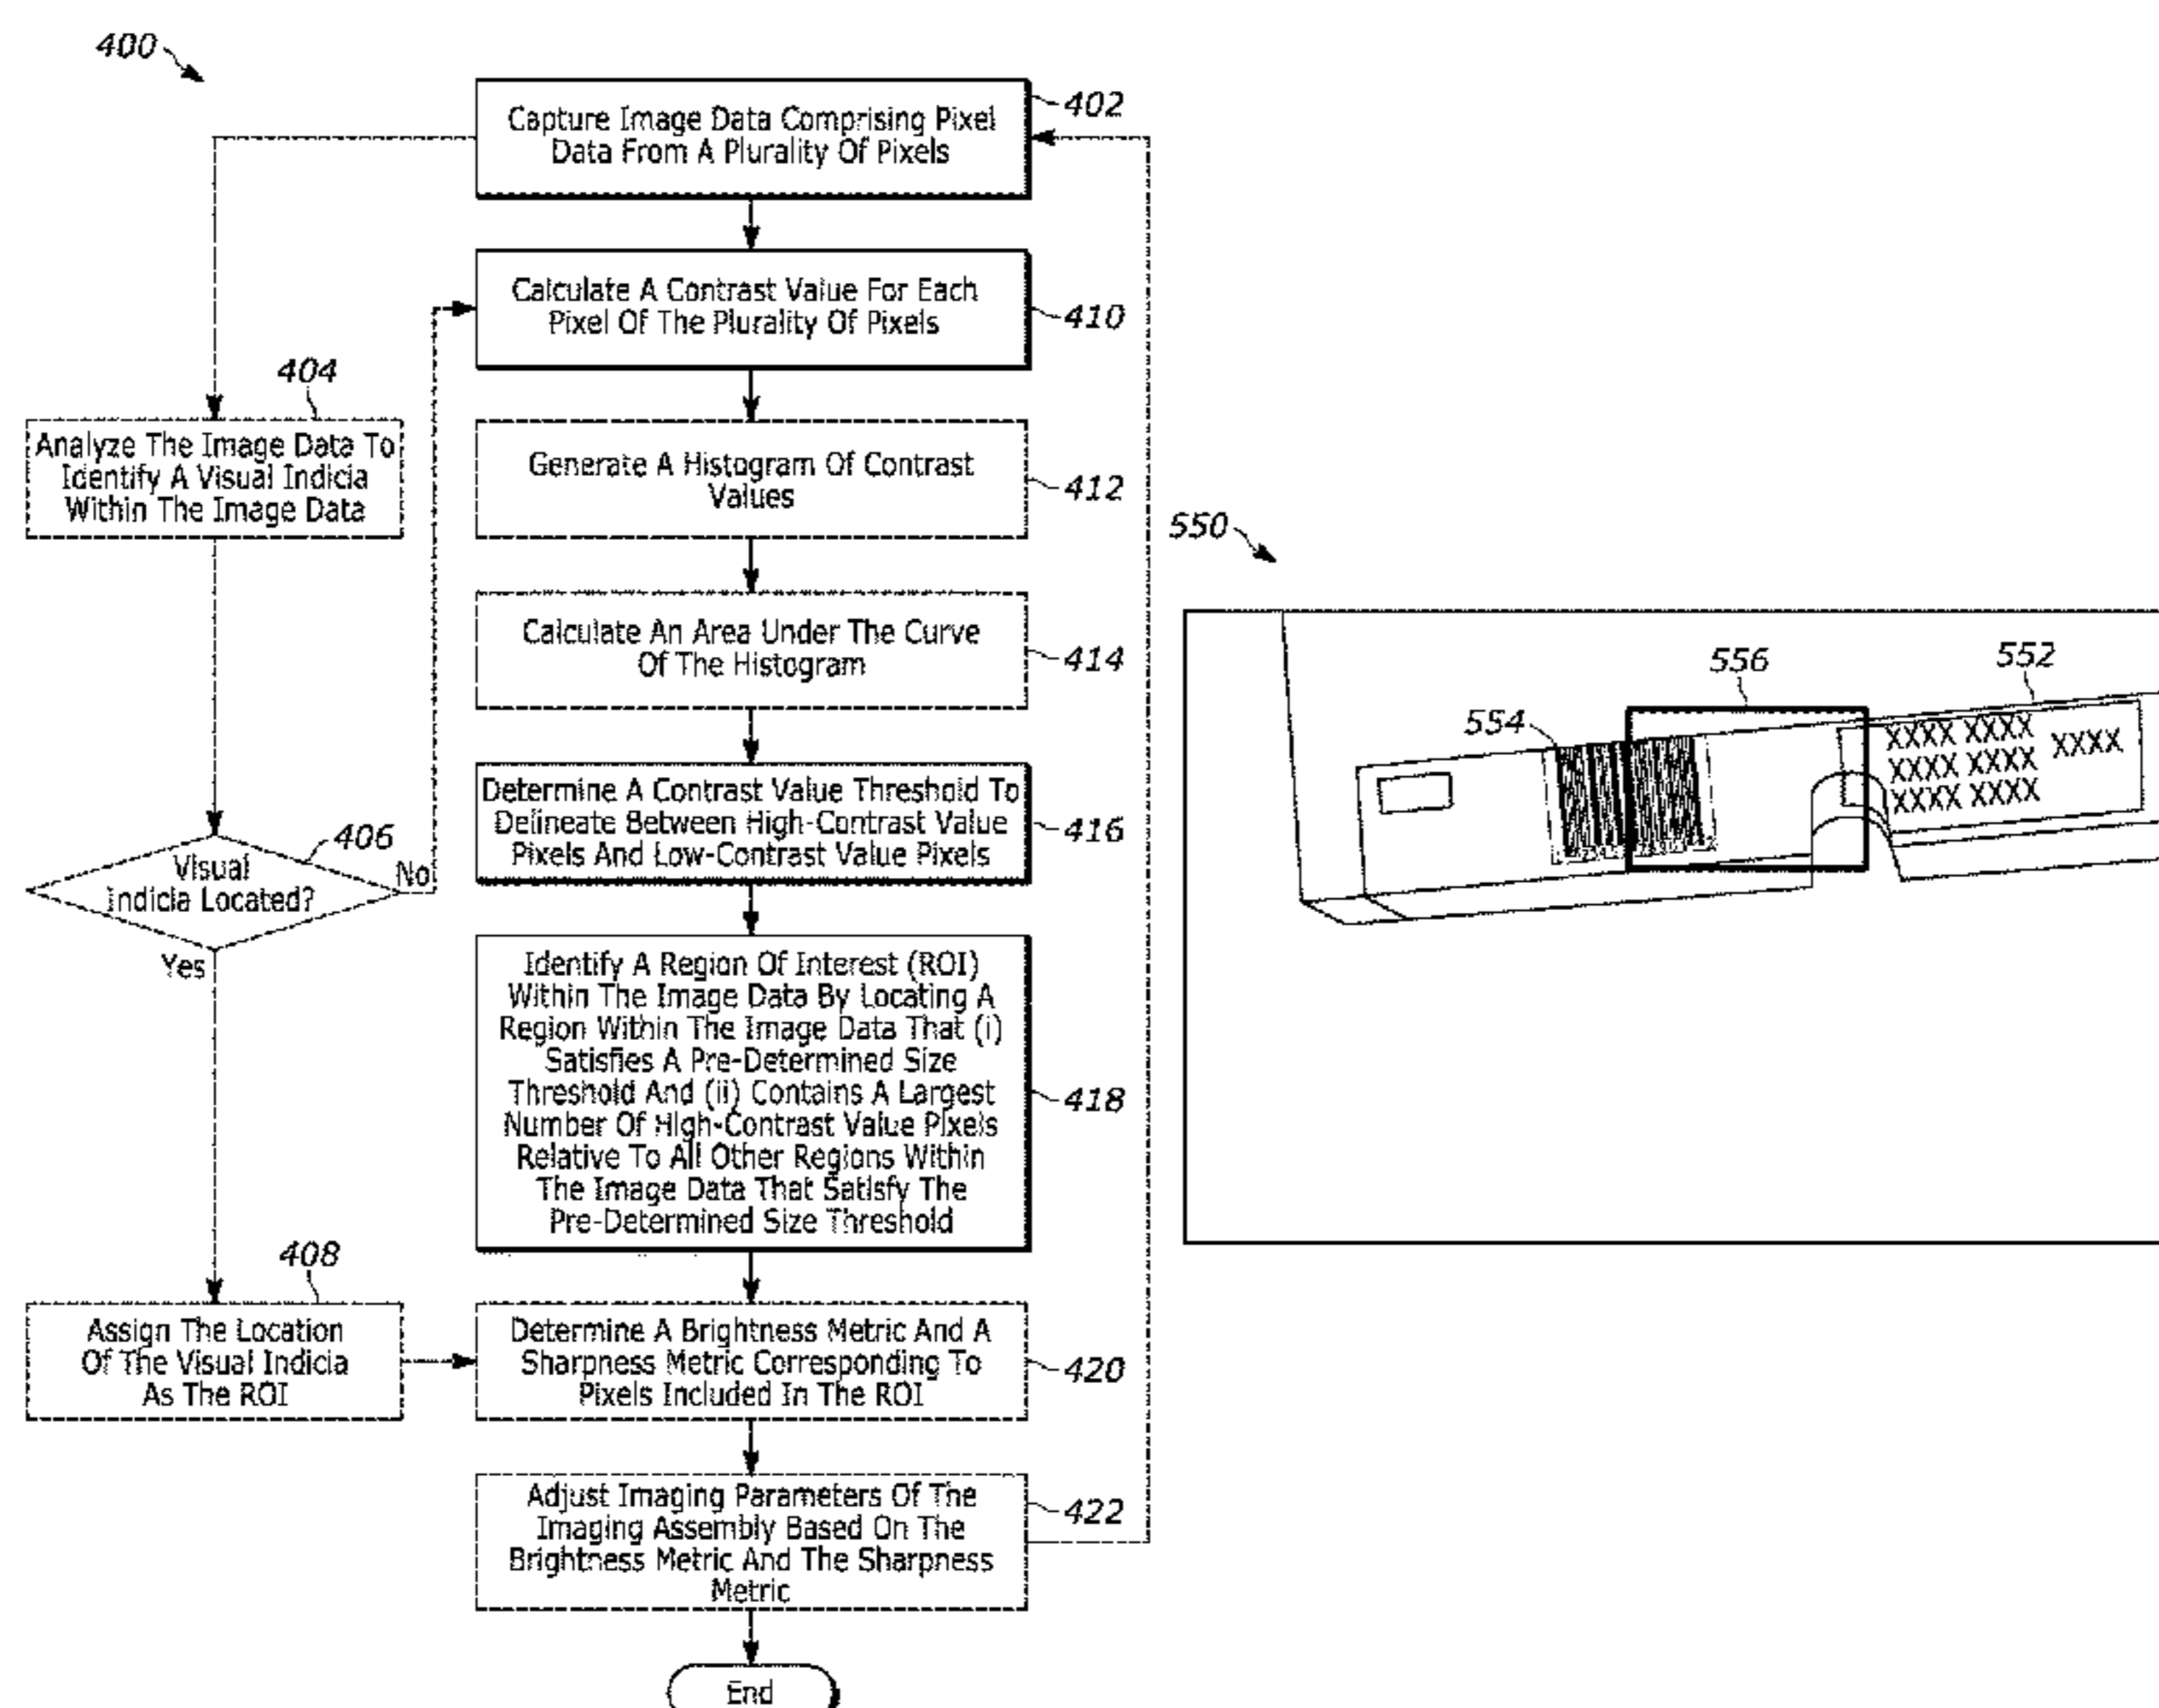 400
Capture Image Data Comprising Pixel
Data From A Plurality Of Pixels
402
Calculate A Contrast Value For Each
Pixel Of The Plurality Of Pixels
410
404
Analyze The Image Data To
Identify A Visual Indicia
Within The Image Data
Generate A Histogram Of Contrast
Values
412
Calculate An Area Under The Curve
Of The Histogram
414
Determine A Contrast Value Threshold To
Delineate Between High-Contrast Value
Pixels And Low-Contrast Value Pixels
416
406
Visual
Indicia Located?
No
Yes
Identify A Region Of Interest (ROI)
Within The Image Data By Locating A
Region Within The Image Data That (i)
Satisfies A Pre-Determined Size
Threshold And (ii) Contains A Largest
Number Of High-Contrast Value Pixels
Relative To All Other Regions Within
The Image Data That Satisfy The
Pre-Determined Size Threshold
418
408
Assign The Location
Of The Visual Indicia
As The ROI
Determine A Brightness Metric And A
Sharpness Metric Corresponding To
Pixels Included In The ROI
420
Adjust Imaging Parameters Of The
Imaging Assembly Based On The
Brightness Metric And The Sharpness
Metric
422
End
550
556
552
554
XXXX XXXX
XXXX
XXXX XXXX
XXXX XXXX